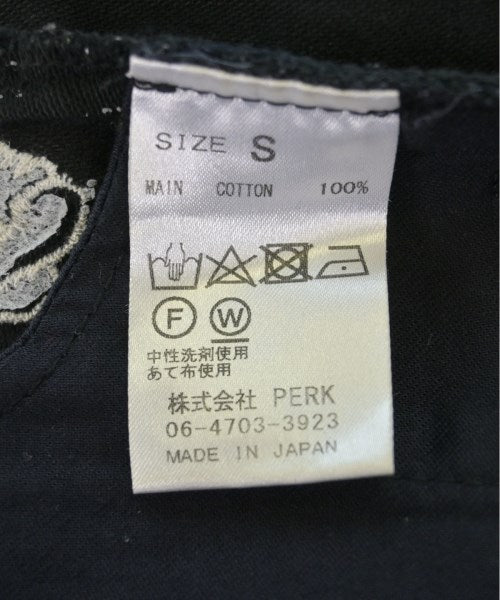 SIZE S
MAIN COTTON 100%
F W
中性洗剤使用
あて布使用
株式会社 PERK
06-4703-3923
MADE IN JAPAN